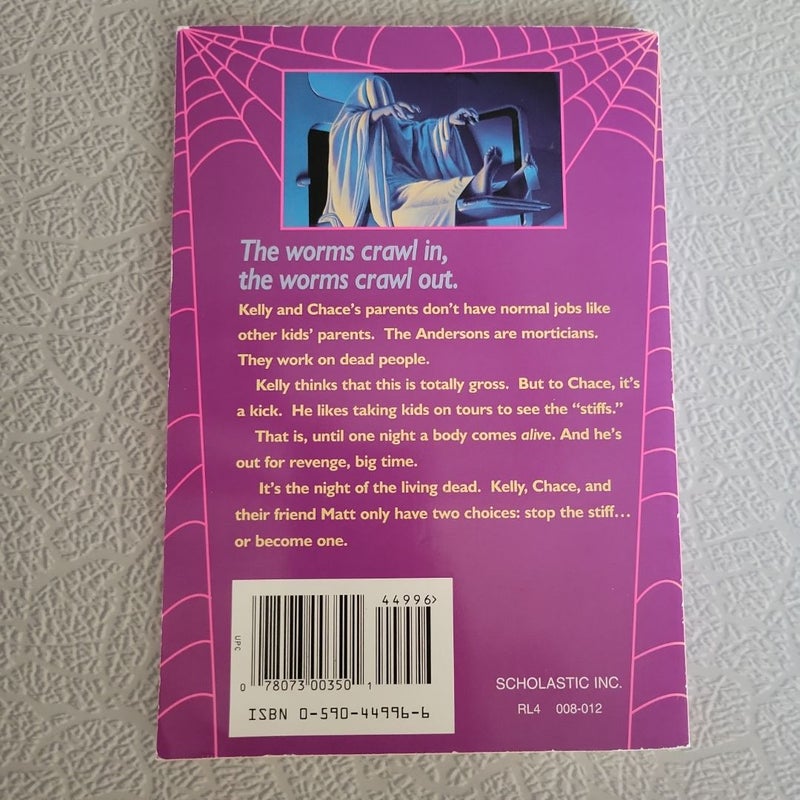 The worms crawl in,
the worms crawl out.
Kelly and Chace's parents don't have normal jobs like
other kids' parents. The Andersons are morticians.
They work on dead people.
Kelly thinks that this is totally gross. But to Chace, it's
a kick. He likes taking kids on tours to see the “stiffs.”
That is, until one night a body comes alive. And he's
out for revenge, big time.
It's the night of the living dead. Kelly, Chace, and
their friend Matt only have two choices: stop the stiff…
or become one.
44996>
UPC
0 78073 00350 1
ISBN 0-590-44996-6
SCHOLASTIC INC.
RL4 008-012